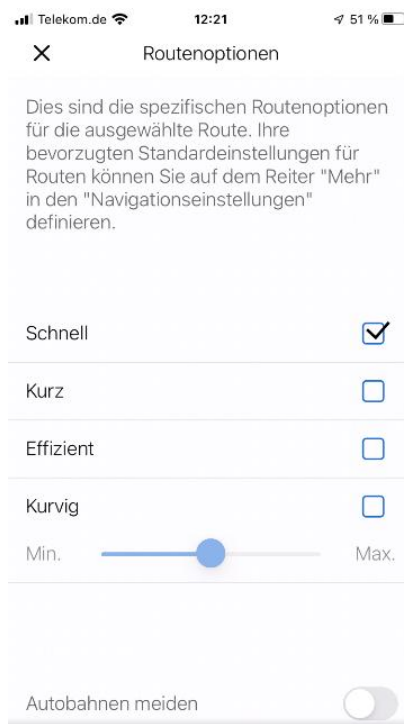 Telekom.de 12:21 51 %
Routenoptionen
Dies sind die spezifischen Routenoptionen
für die ausgewählte Route. Ihre
bevorzugten Standardeinstellungen für
Routen können Sie auf dem Reiter "Mehr"
in den "Navigationseinstellungen"
definieren.
Schnell
Kurz
Effizient
Kurvig
Min. Max.
Autobahnen meiden